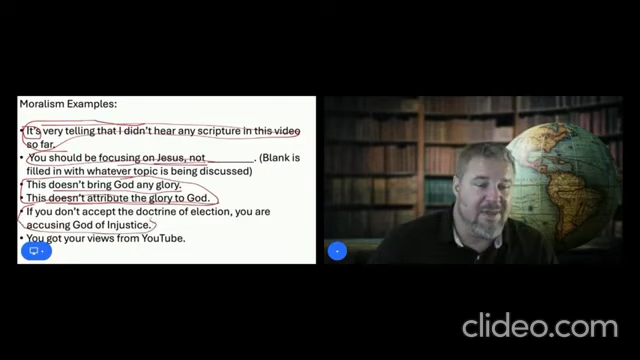 Moralism Examples:
• It's very telling that I didn't hear any scripture in this video
so far.
• You should be focusing on Jesus, not ________. (Blank is
filled in with whatever topic is being discussed)
• This doesn't bring God any glory.
• This doesn't attribute the glory to God.
• If you don't accept the doctrine of election, you are
accusing God of Injustice.
• You got your views from YouTube.
clideo.com